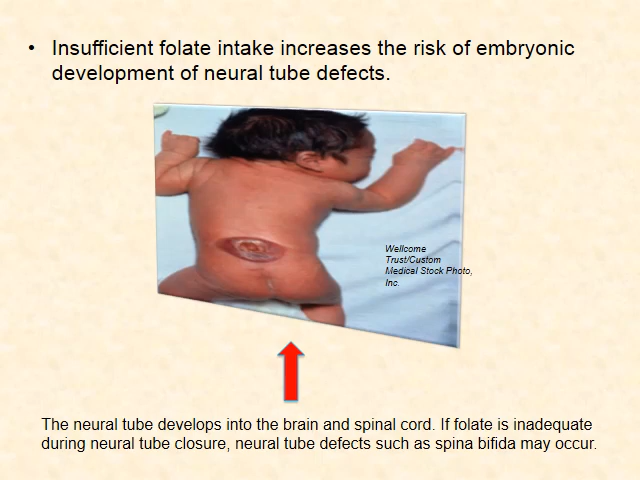 • Insufficient folate intake increases the risk of embryonic
development of neural tube defects.
Wellcome
Trust/Custom
Medical Stock Photo,
Inc.
The neural tube develops into the brain and spinal cord. If folate is inadequate
during neural tube closure, neural tube defects such as spina bifida may occur.